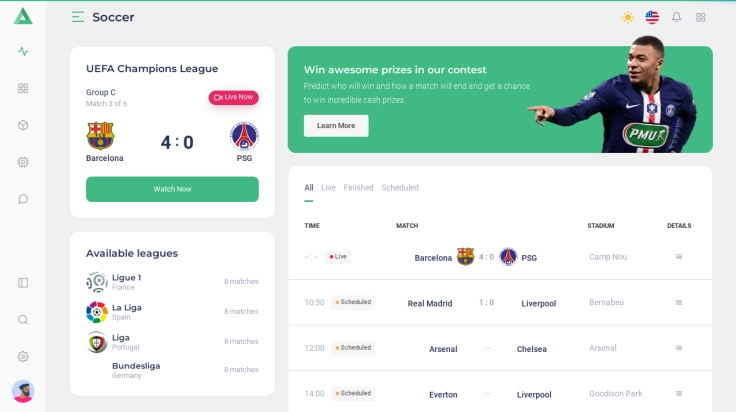 Soccer
UEFA Champions League
Group C
Match 3 of 6
Live Now
4 : 0
Barcelona
PSG
Watch Now
Available leagues
Ligue 1
France
8 matches
La Liga
Spain
8 matches
Liga
Portugal
8 matches
Bundesliga
Germany
8 matches
Win awesome prizes in our contest
Predict who will win and how a match will end and get a chance
to win incredible cash prizes.
Learn More
PMU
All Live Finished Scheduled
TIME MATCH STADIUM DETAILS
-- : -- Live Barcelona 4 : 0 PSG Camp Nou
10:30 Scheduled Real Madrid 1 : 0 Liverpool Bernabeu
12:00 Scheduled Arsenal -:- Chelsea Arsenal
14:00 Scheduled Everton -:- Liverpool Goodison Park